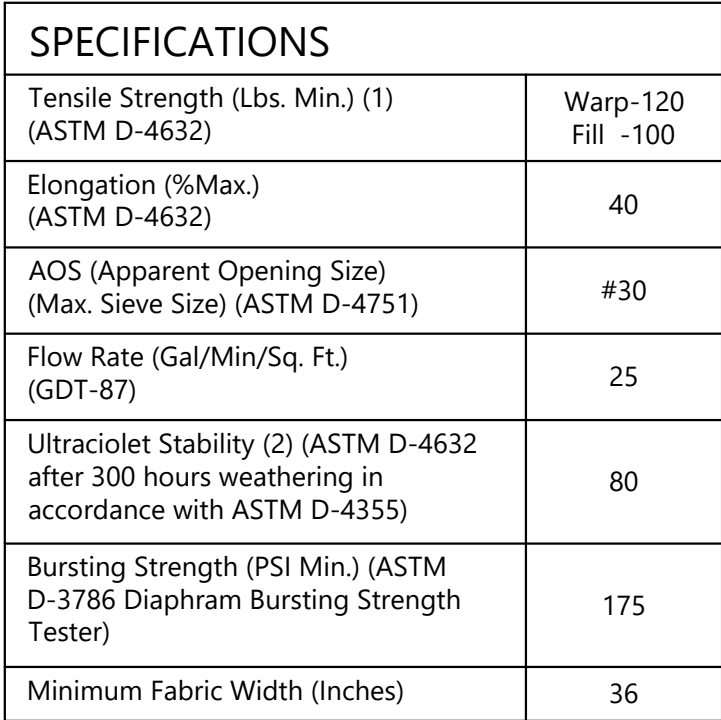 SPECIFICATIONS
Tensile Strength (Lbs. Min.) (1)
(ASTM D-4632)
Warp-120
Fill -100
Elongation (%Max.)
(ASTM D-4632)
40
AOS (Apparent Opening Size)
(Max. Sieve Size) (ASTM D-4751)
#30
Flow Rate (Gal/Min/Sq. Ft.)
(GDT-87)
25
Ultraciolet Stability (2) (ASTM D-4632
after 300 hours weathering in
accordance with ASTM D-4355)
80
Bursting Strength (PSI Min.) (ASTM
D-3786 Diaphram Bursting Strength
Tester)
175
Minimum Fabric Width (Inches)
36